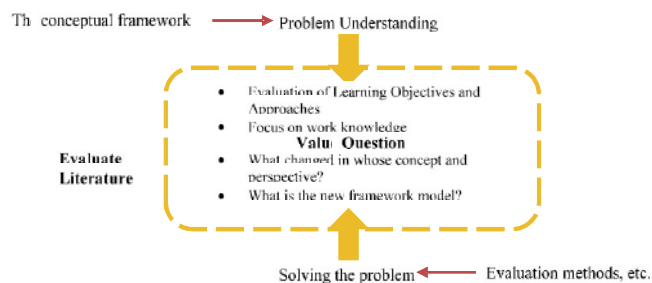 Th conceptual framework
Problem Understanding
• Evaluation of Learning Objectives and
Approaches
• Focus on work knowledge
Valu Question
• What changed in whose concept and
perspective?
• What is the new framework model?
Evaluate
Literature
Solving the problem
Evaluation methods, etc.